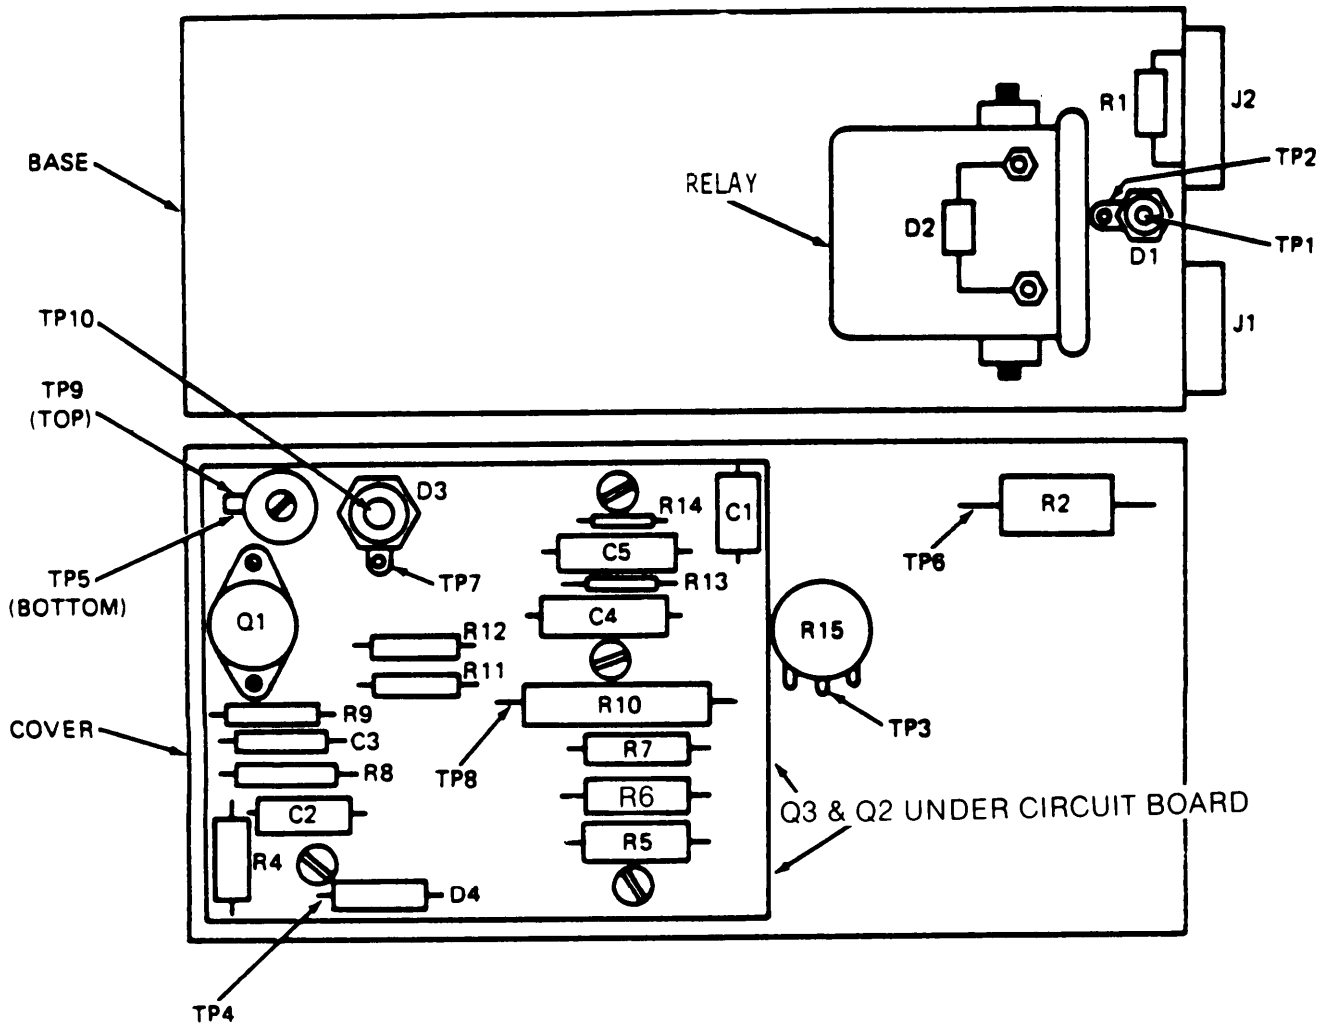 J2
R1
BASE
TP2
RELAY
D2
TP1
D1
TP10
J1
TP9
(TOP)
D3
R14
C1
R2
C5
TP6
TP5
(BOTTOM)
TP7
R13
Q1
C4
R12
R15
R11
R10
R9
COVER
C3
TP3
R7
R8
TP8
R6
Q3 & Q2 UNDER CIRCUIT BOARD
C2
R5
R4
D4
TP4